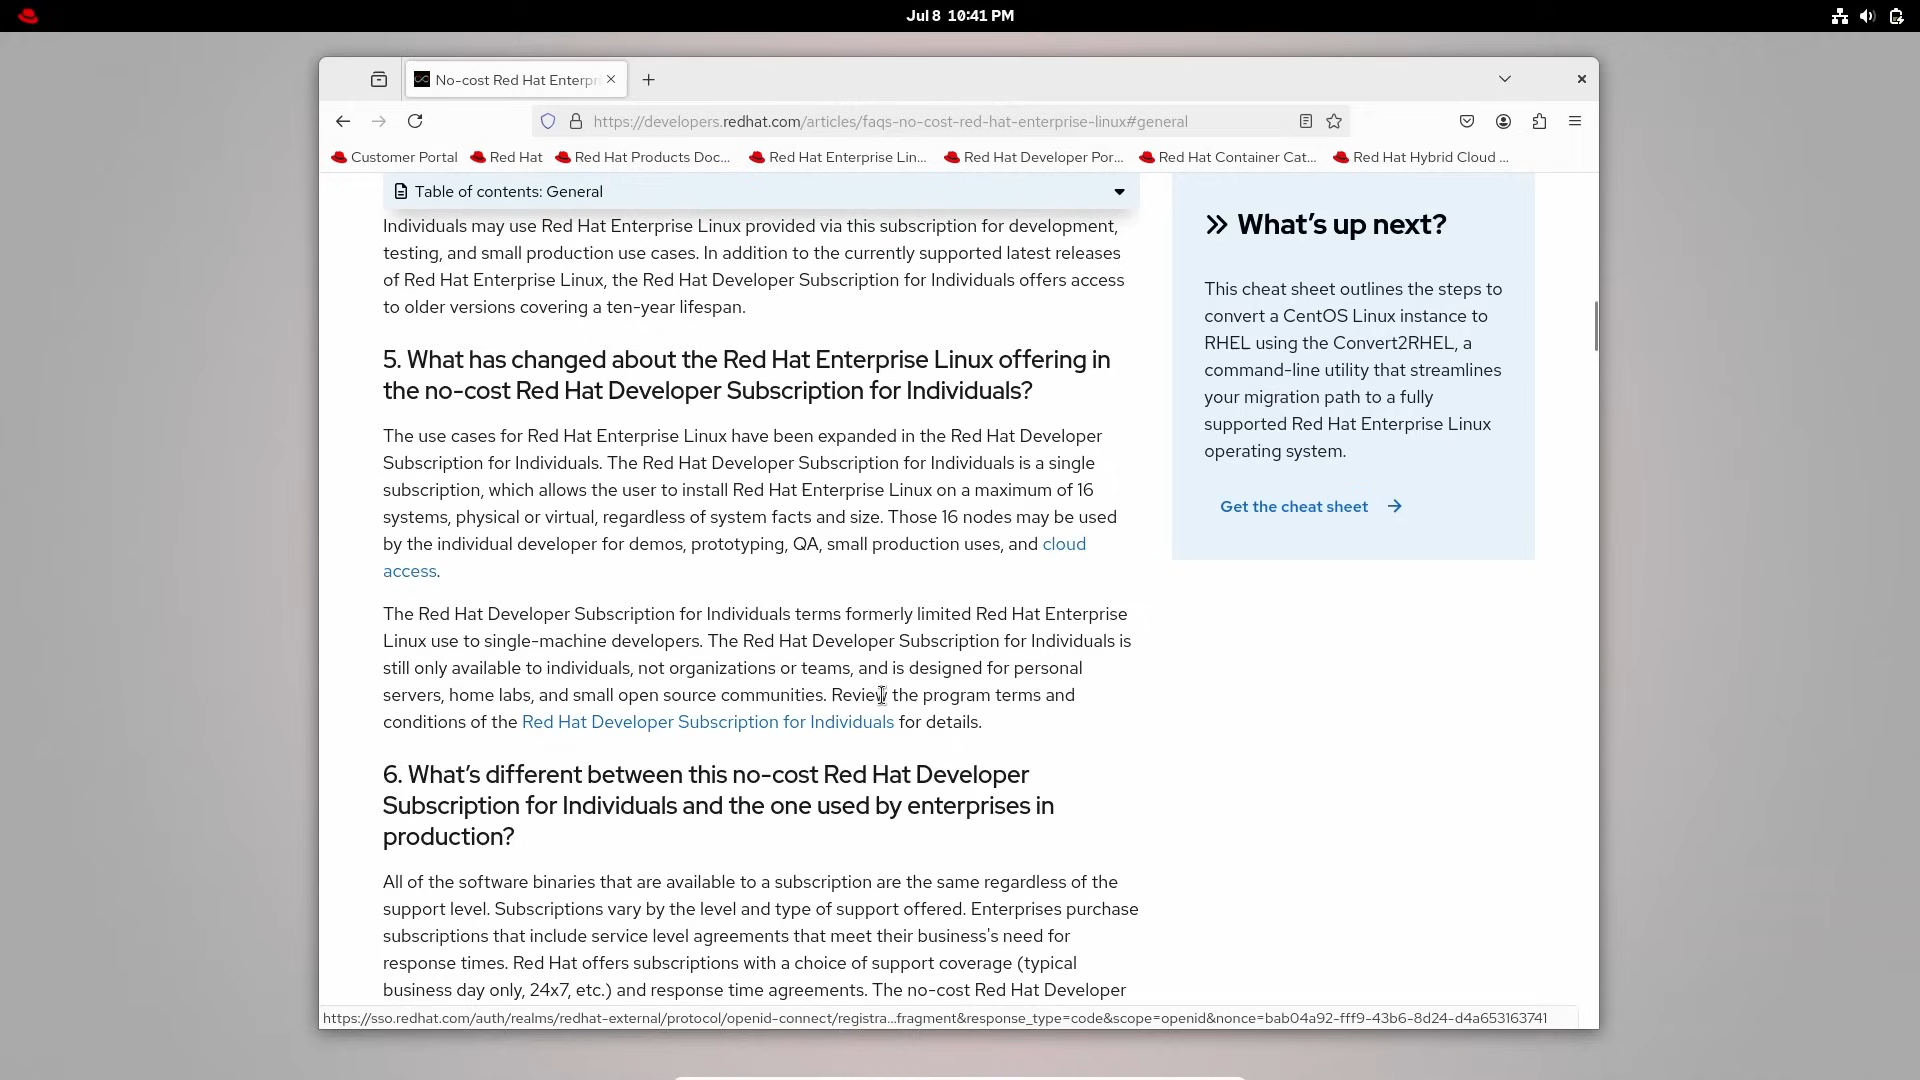 Jul 8 10:41 PM
No-cost Red Hat Enterpri
https://developers.redhat.com/articles/faqs-no-cost-red-hat-enterprise-linux#general
Customer Portal Red Hat Red Hat Products Doc... Red Hat Enterprise Lin... Red Hat Developer Por... Red Hat Container Cat... Red Hat Hybrid Cloud ...
Table of contents: General
Individuals may use Red Hat Enterprise Linux provided via this subscription for development,
testing, and small production use cases. In addition to the currently supported latest releases
of Red Hat Enterprise Linux, the Red Hat Developer Subscription for Individuals offers access
to older versions covering a ten-year lifespan.
5. What has changed about the Red Hat Enterprise Linux offering in
the no-cost Red Hat Developer Subscription for Individuals?
The use cases for Red Hat Enterprise Linux have been expanded in the Red Hat Developer
Subscription for Individuals. The Red Hat Developer Subscription for Individuals is a single
subscription, which allows the user to install Red Hat Enterprise Linux on a maximum of 16
systems, physical or virtual, regardless of system facts and size. Those 16 nodes may be used
by the individual developer for demos, prototyping, QA, small production uses, and cloud
access.
The Red Hat Developer Subscription for Individuals terms formerly limited Red Hat Enterprise
Linux use to single-machine developers. The Red Hat Developer Subscription for Individuals is
still only available to individuals, not organizations or teams, and is designed for personal
servers, home labs, and small open source communities. Review the program terms and
conditions of the Red Hat Developer Subscription for Individuals for details.
6. What’s different between this no-cost Red Hat Developer
Subscription for Individuals and the one used by enterprises in
production?
All of the software binaries that are available to a subscription are the same regardless of the
support level. Subscriptions vary by the level and type of support offered. Enterprises purchase
subscriptions that include service level agreements that meet their business's need for
response times. Red Hat offers subscriptions with a choice of support coverage (typical
business day only, 24x7, etc.) and response time agreements. The no-cost Red Hat Developer
What’s up next?
This cheat sheet outlines the steps to
convert a CentOS Linux instance to
RHEL using the Convert2RHEL, a
command-line utility that streamlines
your migration path to a fully
supported Red Hat Enterprise Linux
operating system.
Get the cheat sheet
https://sso.redhat.com/auth/realms/redhat-external/protocol/openid-connect/registra...fragment&response_type=code&scope=openid&nonce=bab04a92-fff9-43b6-8d24-d4a653163741